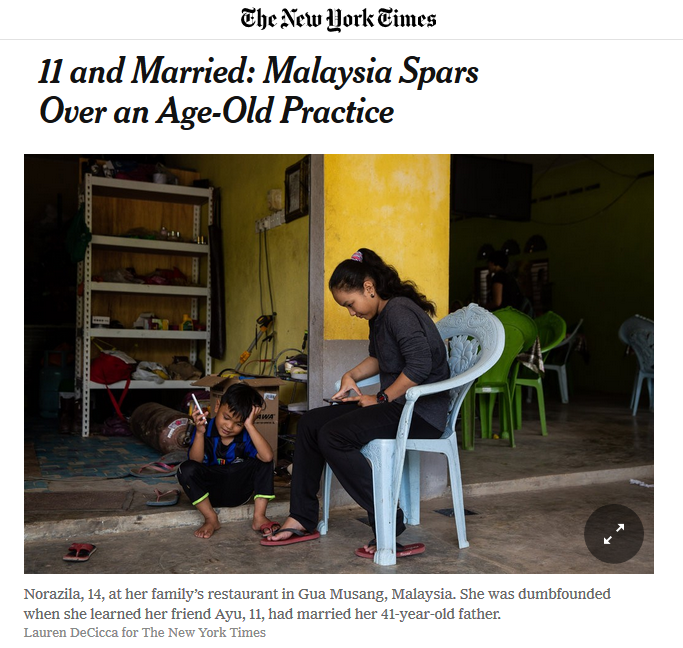 The New York Times
11 and Married: Malaysia Spars
Over an Age-Old Practice
Norazila, 14, at her family’s restaurant in Gua Musang, Malaysia. She was dumbfounded
when she learned her friend Ayu, 11, had married her 41-year-old father.
Lauren DeCicca for The New York Times